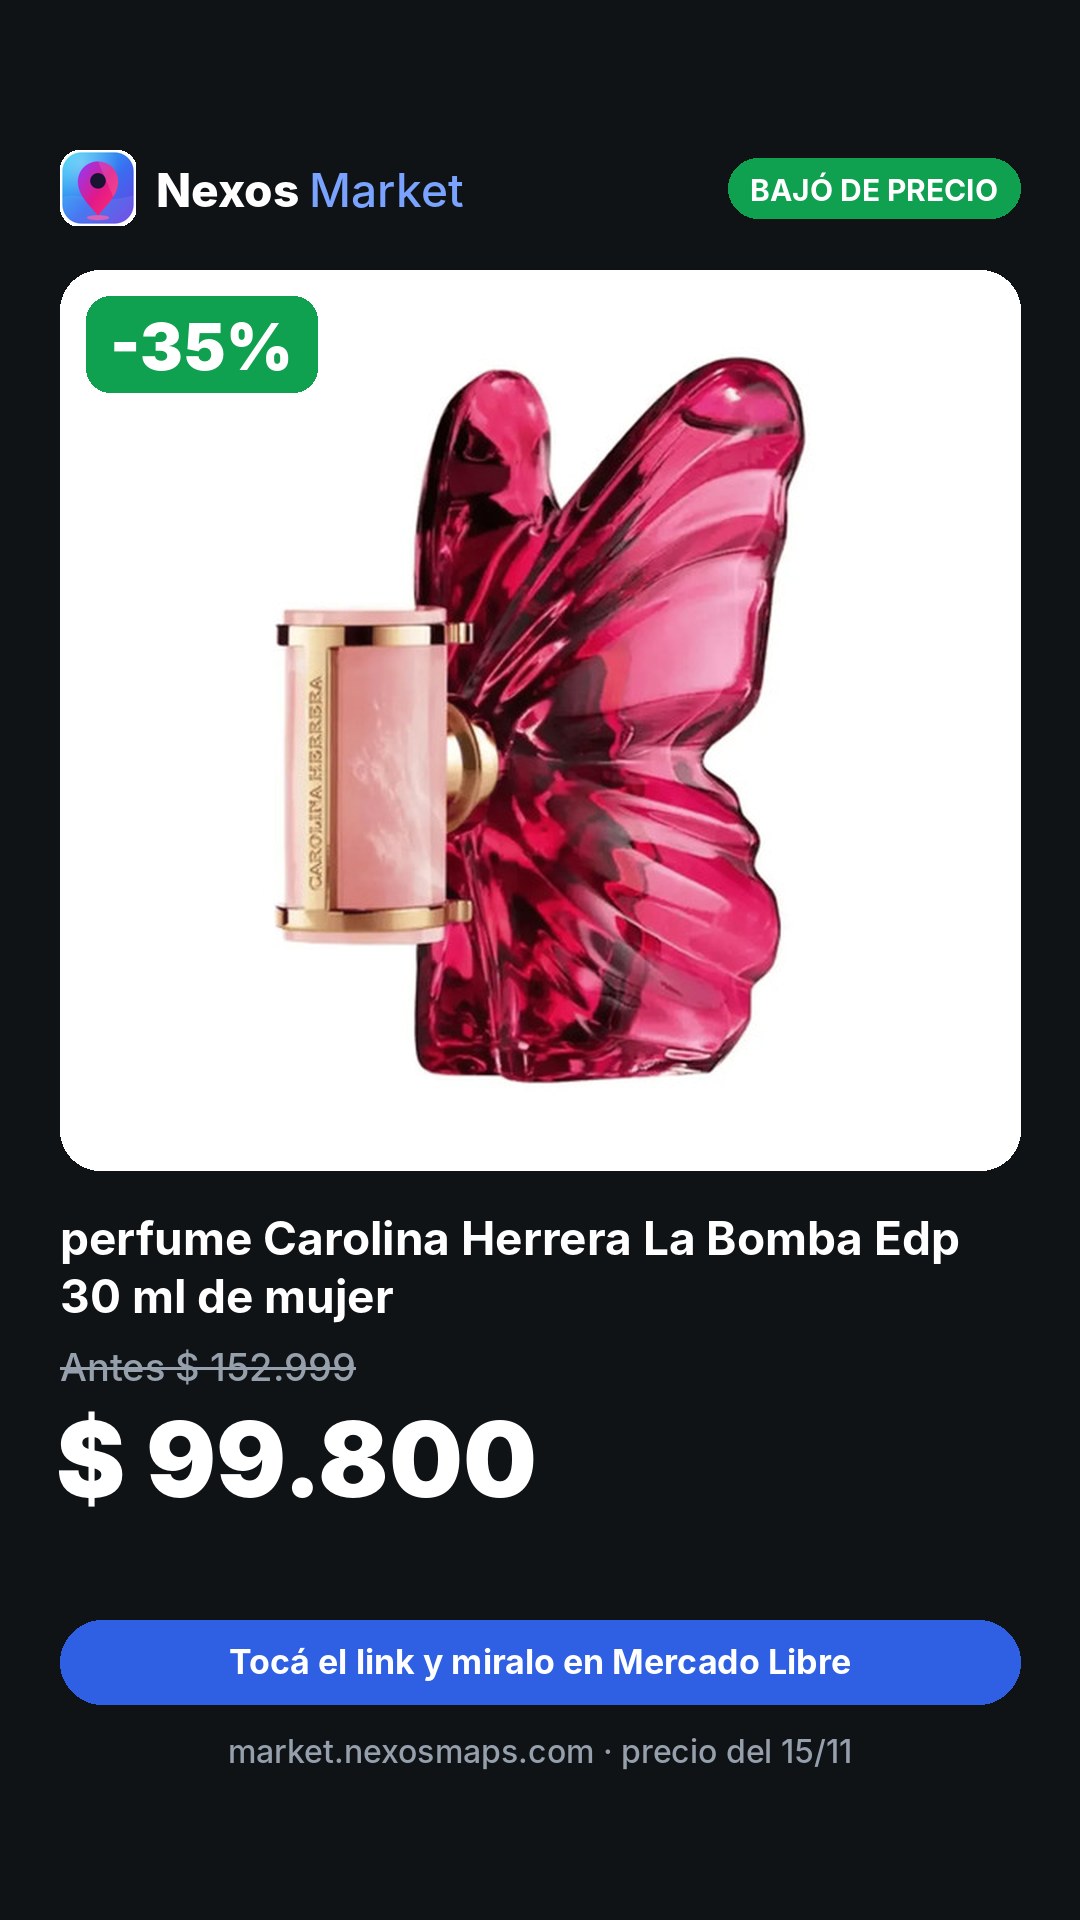 Nexos Market
BAJÓ DE PRECIO
-35%
CAROLINA HERRERA
perfume Carolina Herrera La Bomba Edp
30 ml de mujer
Antes $ 152.999
$ 99.800
Tocá el link y miralo en Mercado Libre
market.nexosmaps.com · precio del 15/11